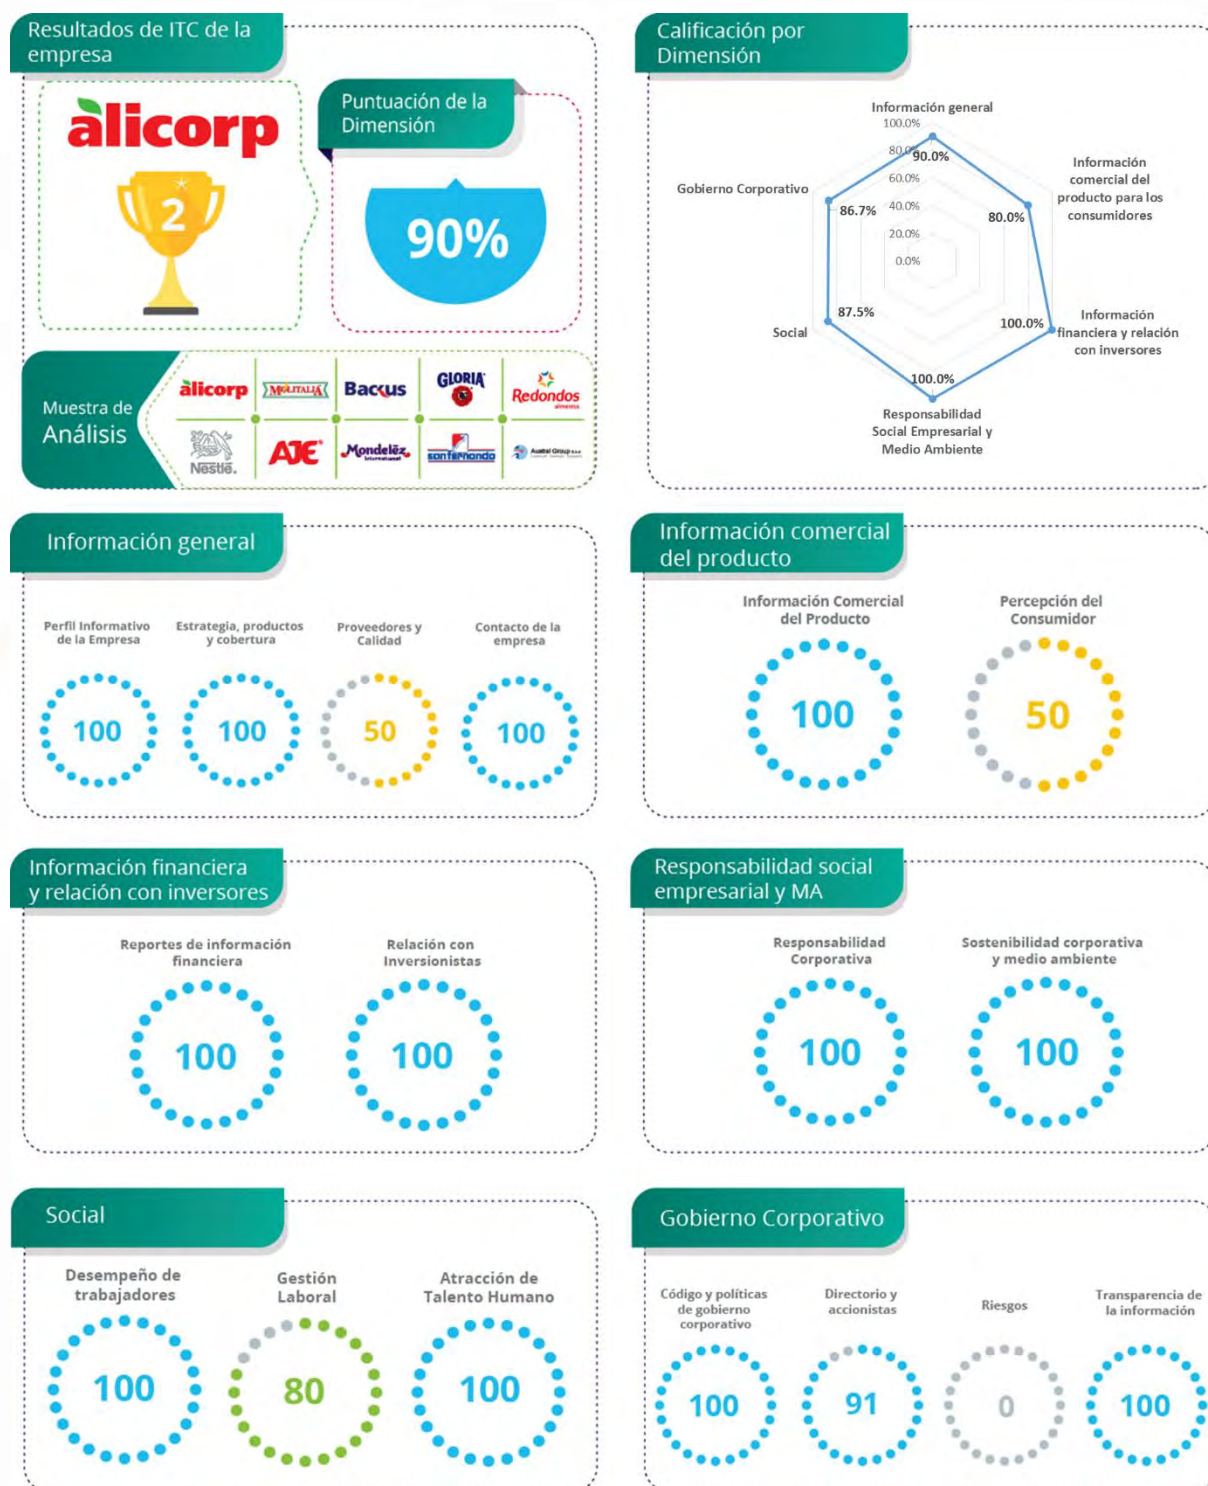 Resultados de ITC de la
empresa
alicorp
2
Puntuación de la
Dimensión
90%
Muestra de
Análisis
alicorp
MOLITALIA
Backus
GLORIA
Redondos
alimentos
Nestlé.
AJE
Mondelēz,
International
san fernando
Austral Group S.A.A
Calificación por
Dimensión
Información general
100.0%
80.0%
90.0%
60.0%
40.0%
20.0%
0.0%
Información
comercial del
producto para los
consumidores
80.0%
Gobierno Corporativo
86.7%
87.5%
Social
100.0%
Información
financiera y relación
con inversores
100.0%
Responsabilidad
Social Empresarial y
Medio Ambiente
Información general
Perfil Informativo
de la Empresa
100
Estrategia, productos
y cobertura
100
Proveedores y
Calidad
50
Contacto de la
empresa
100
Información comercial
del producto
Información Comercial
del Producto
100
Percepción del
Consumidor
50
Información financiera
y relación con inversores
Reportes de información
financiera
100
Relación con
Inversionistas
100
Responsabilidad social
empresarial y MA
Responsabilidad
Corporativa
100
Sostenibilidad corporativa
y medio ambiente
100
Social
Desempeño de
trabajadores
100
Gestión
Laboral
80
Atracción de
Talento Humano
100
Gobierno Corporativo
Código y políticas
de gobierno
corporativo
100
Directorio y
accionistas
91
Riesgos
0
Transparencia de
la información
100